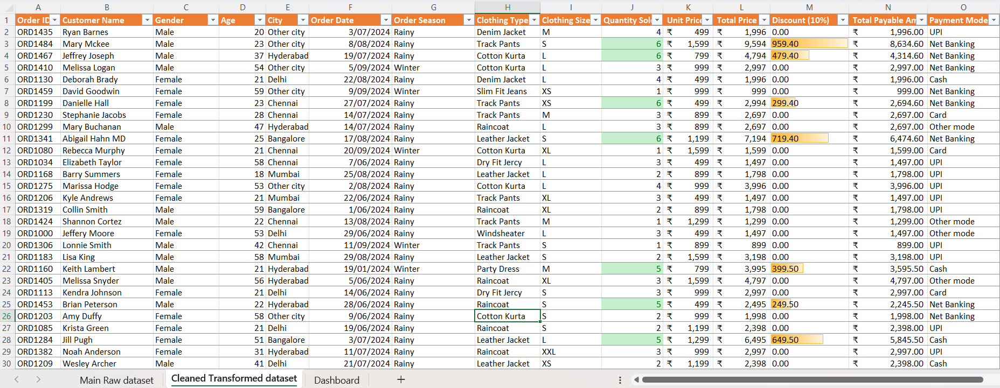 A B C D E F G H I J K L M N O
1 Order ID Customer Name Gender Age City Order Date Order Season Clothing Type Clothing Size Quantity Sol Unit Price Total Price Discount (10%) Total Payable Am Payment Mode
2 ORD1435 Ryan Barnes Male 20 Other city 3/07/2024 Rainy Denim Jacket M 4 ₹ 499 ₹ 1,996 0.00 ₹ 1,996.00 UPI
3 ORD1484 Mary Mckee Male 23 Other city 8/08/2024 Rainy Track Pants S 6 ₹ 1,599 ₹ 9,594 959.40 ₹ 8,634.60 Net Banking
4 ORD1467 Jeffrey Joseph Male 37 Hyderabad 19/07/2024 Rainy Cotton Kurta L 6 ₹ 799 ₹ 4,794 479.40 ₹ 4,314.60 Net Banking
5 ORD1410 Melissa Logan Male 54 Other city 5/09/2024 Winter Cotton Kurta L 3 ₹ 999 ₹ 2,997 0.00 ₹ 2,997.00 Net Banking
6 ORD1130 Deborah Brady Female 21 Delhi 22/08/2024 Rainy Denim Jacket L 4 ₹ 499 ₹ 1,996 0.00 ₹ 1,996.00 Cash
7 ORD1459 David Goodwin Female 59 Other city 9/09/2024 Winter Slim Fit Jeans XS 1 ₹ 999 ₹ 999 0.00 ₹ 999.00 Net Banking
8 ORD1199 Danielle Hall Female 23 Chennai 27/07/2024 Rainy Track Pants XS 6 ₹ 499 ₹ 2,994 299.40 ₹ 2,694.60 Net Banking
9 ORD1230 Stephanie Jacobs Female 28 Chennai 14/07/2024 Rainy Track Pants M 3 ₹ 899 ₹ 2,697 0.00 ₹ 2,697.00 Card
10 ORD1299 Mary Buchanan Male 47 Hyderabad 14/07/2024 Rainy Raincoat L 3 ₹ 899 ₹ 2,697 0.00 ₹ 2,697.00 Other mode
11 ORD1341 Abigail Hahn MD Female 25 Bangalore 17/08/2024 Rainy Leather Jacket S 6 ₹ 1,199 ₹ 7,194 719.40 ₹ 6,474.60 Net Banking
12 ORD1080 Rebecca Murphy Female 21 Chennai 20/09/2024 Winter Cotton Kurta XL 1 ₹ 1,599 ₹ 1,599 0.00 ₹ 1,599.00 Card
13 ORD1034 Elizabeth Taylor Female 58 Chennai 7/06/2024 Rainy Dry Fit Jercy L 3 ₹ 499 ₹ 1,497 0.00 ₹ 1,497.00 UPI
14 ORD1168 Barry Summers Female 18 Mumbai 25/08/2024 Rainy Leather Jacket L 2 ₹ 899 ₹ 1,798 0.00 ₹ 1,798.00 UPI
15 ORD1275 Marissa Hodge Female 53 Other city 2/08/2024 Rainy Cotton Kurta L 4 ₹ 999 ₹ 3,996 0.00 ₹ 3,996.00 UPI
16 ORD1206 Kyle Andrews Female 21 Mumbai 22/06/2024 Rainy Track Pants XL 3 ₹ 499 ₹ 1,497 0.00 ₹ 1,497.00 UPI
17 ORD1319 Collin Smith Male 59 Bangalore 1/06/2024 Rainy Raincoat XL 2 ₹ 899 ₹ 1,798 0.00 ₹ 1,798.00 UPI
18 ORD1424 Shannon Cortez Male 22 Chennai 13/08/2024 Rainy Track Pants M 1 ₹ 1,299 ₹ 1,299 0.00 ₹ 1,299.00 Other mode
19 ORD1000 Jeffery Moore Female 53 Delhi 29/06/2024 Rainy Windsheater L 3 ₹ 499 ₹ 1,497 0.00 ₹ 1,497.00 Other mode
20 ORD1306 Lonnie Smith Male 42 Chennai 11/09/2024 Winter Track Pants S 1 ₹ 899 ₹ 899 0.00 ₹ 899.00 UPI
21 ORD1183 Lisa King Male 58 Mumbai 29/08/2024 Rainy Leather Jacket S 2 ₹ 1,599 ₹ 3,198 0.00 ₹ 3,198.00 UPI
22 ORD1160 Keith Lambert Male 21 Hyderabad 19/01/2024 Winter Party Dress M 5 ₹ 799 ₹ 3,995 399.50 ₹ 3,595.50 Cash
23 ORD1405 Melissa Snyder Male 56 Hyderabad 5/06/2024 Rainy Raincoat XL 3 ₹ 1,599 ₹ 4,797 0.00 ₹ 4,797.00 Other mode
24 ORD1113 Kendra Johnson Female 21 Delhi 14/06/2024 Rainy Dry Fit Jercy S 3 ₹ 999 ₹ 2,997 0.00 ₹ 2,997.00 Card
25 ORD1453 Brian Peterson Male 22 Hyderabad 28/06/2024 Rainy Raincoat S 5 ₹ 499 ₹ 2,495 249.50 ₹ 2,245.50 Net Banking
26 ORD1203 Amy Duffy Female 58 Other city 9/06/2024 Rainy Cotton Kurta S 2 ₹ 999 ₹ 1,998 0.00 ₹ 1,998.00 Net Banking
27 ORD1085 Krista Green Female 21 Delhi 19/06/2024 Rainy Raincoat S 2 ₹ 1,199 ₹ 2,398 0.00 ₹ 2,398.00 UPI
28 ORD1284 Jill Pugh Female 51 Bangalore 3/07/2024 Rainy Leather Jacket L 5 ₹ 1,299 ₹ 6,495 649.50 ₹ 5,845.50 Cash
29 ORD1382 Noah Anderson Female 31 Hyderabad 11/07/2024 Rainy Raincoat XXL 3 ₹ 999 ₹ 2,997 0.00 ₹ 2,997.00 UPI
30 ORD1209 Wesley Archer Male 41 Delhi 21/07/2024 Rainy Leather Jacket XS 2 ₹ 1,199 ₹ 2,398 0.00 ₹ 2,398.00 Cash
Main Raw dataset Cleaned Transformed dataset Dashboard